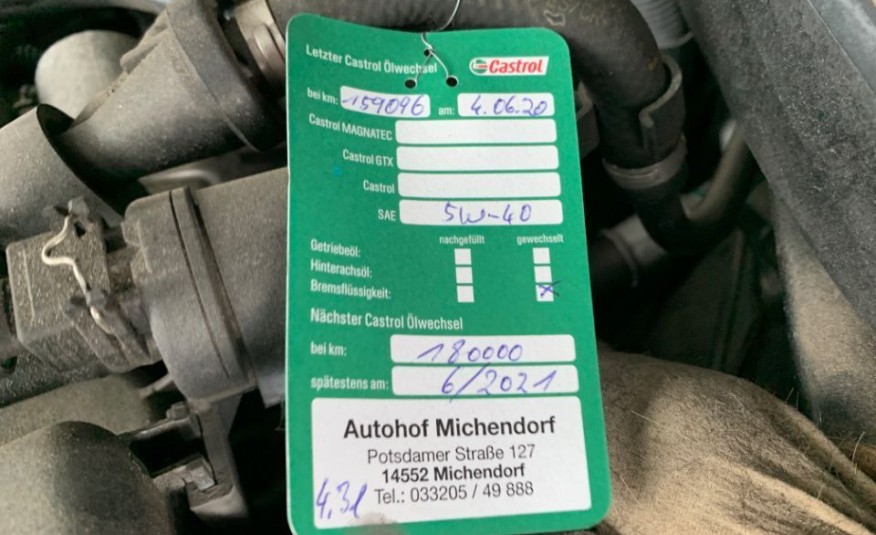 Letzter Castrol Ölwechsel Castrol
bei km: 159096 am: 4.06.20
Castrol MAGNATEC
Castrol GTX
Castrol
SAE 5W-40
nachgefüllt gewechselt
Getriebeöl:
Hinterachsöl:
Bremsflüssigkeit: x
Nächster Castrol Ölwechsel
bei km: 180000
spätestens am: 6/2021
Autohof Michendorf
Potsdamer Straße 127
14552 Michendorf
4,3l Tel.: 033205 / 49 888